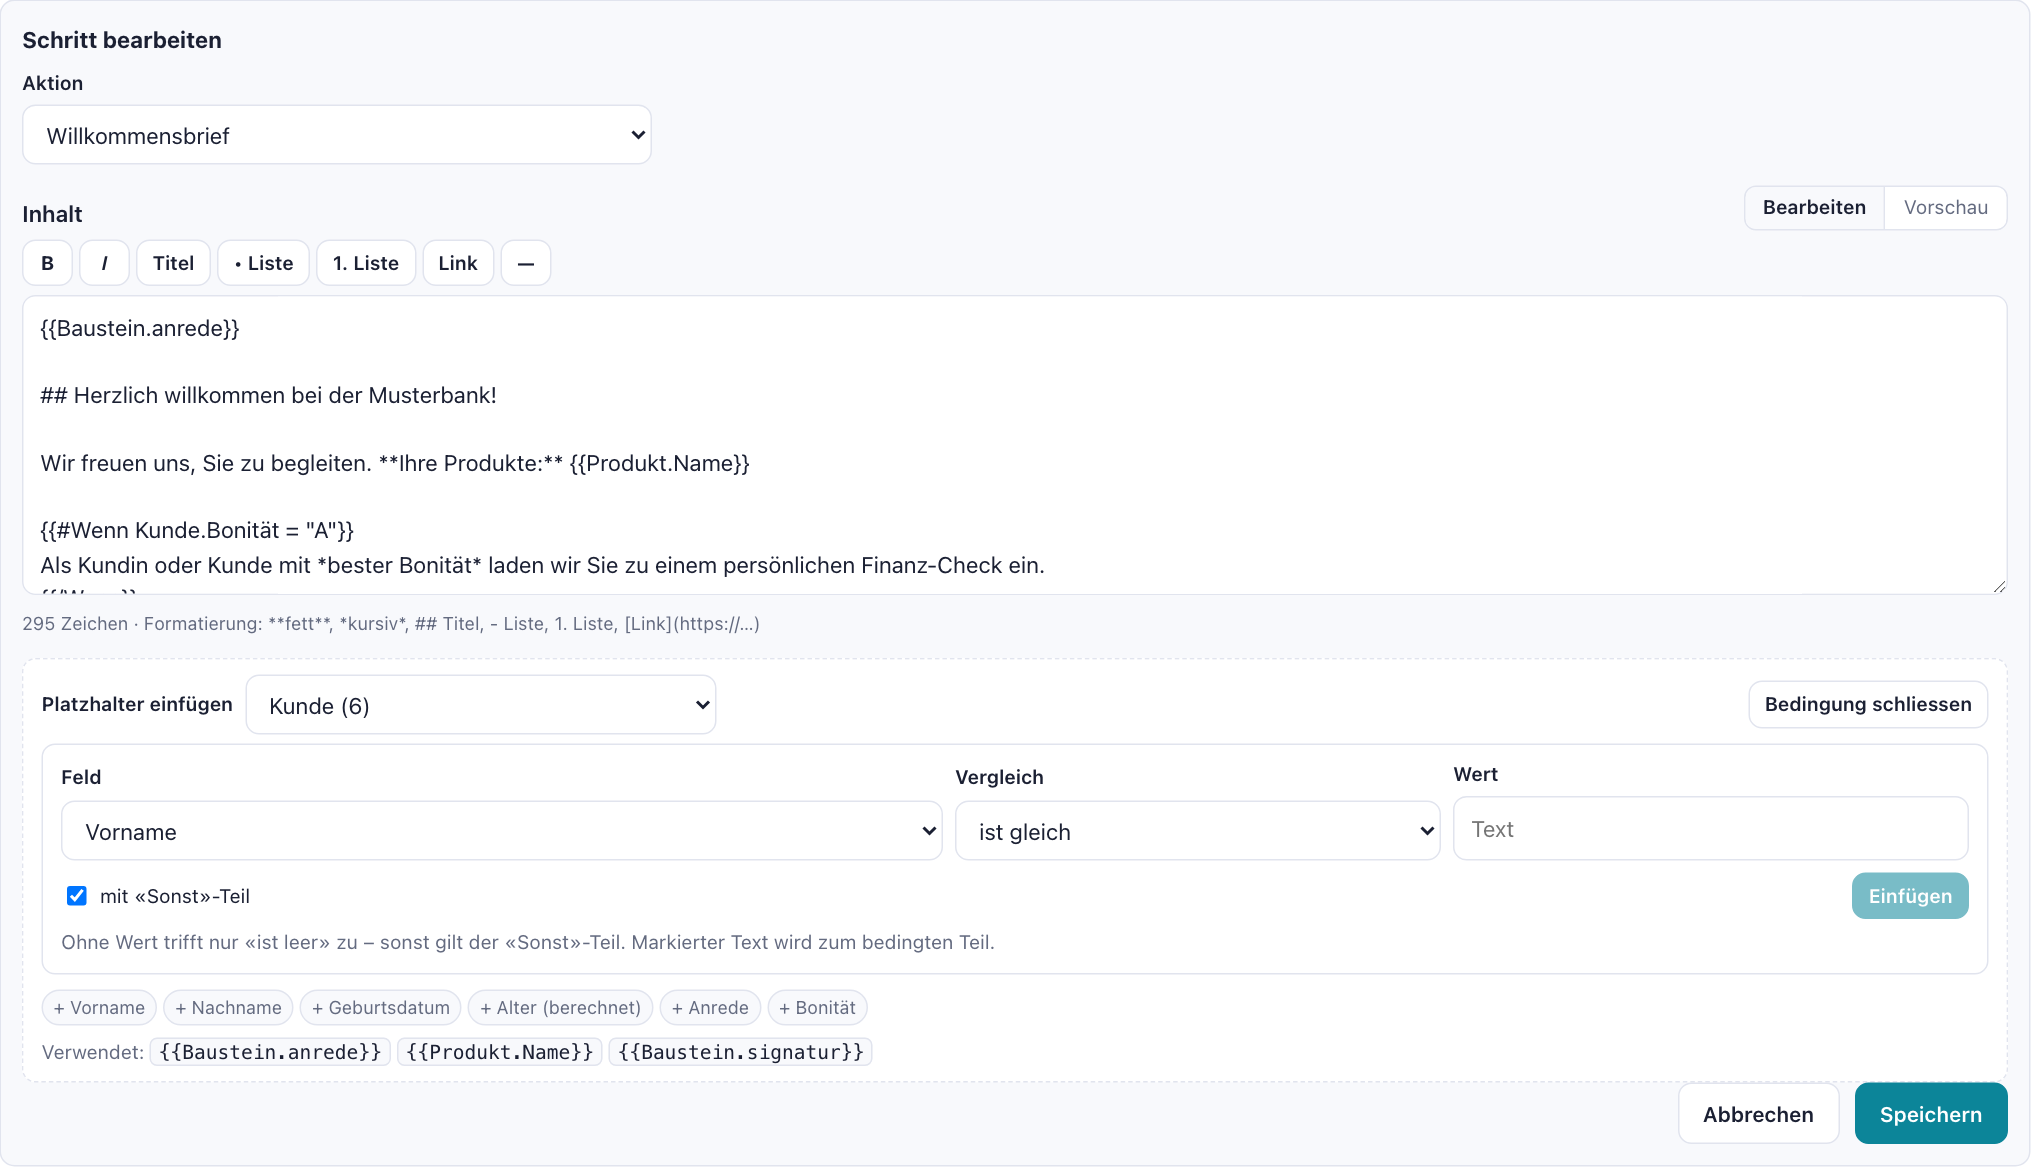 Schritt bearbeiten
Aktion
Willkommensbrief
Inhalt
Bearbeiten Vorschau
B I Titel • Liste 1. Liste Link —
{{Baustein.anrede}}
## Herzlich willkommen bei der Musterbank!
Wir freuen uns, Sie zu begleiten. **Ihre Produkte:** {{Produkt.Name}}
{{#Wenn Kunde.Bonität = "A"}}
Als Kundin oder Kunde mit *bester Bonität* laden wir Sie zu einem persönlichen Finanz-Check ein.
295 Zeichen · Formatierung: **fett**, *kursiv*, ## Titel, - Liste, 1. Liste, [Link](https://…)
Platzhalter einfügen Kunde (6) Bedingung schliessen
Feld Vergleich Wert
Vorname ist gleich Text
mit «Sonst»-Teil Einfügen
Ohne Wert trifft nur «ist leer» zu – sonst gilt der «Sonst»-Teil. Markierter Text wird zum bedingten Teil.
+ Vorname + Nachname + Geburtsdatum + Alter (berechnet) + Anrede + Bonität
Verwendet: {{Baustein.anrede}} {{Produkt.Name}} {{Baustein.signatur}}
Abbrechen Speichern